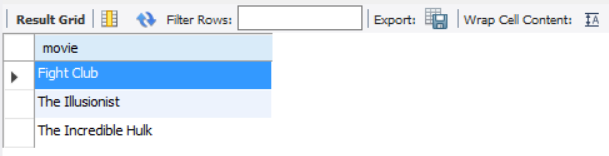 Result Grid Filter Rows: Export: Wrap Cell Content:
movie
Fight Club
The Illusionist
The Incredible Hulk